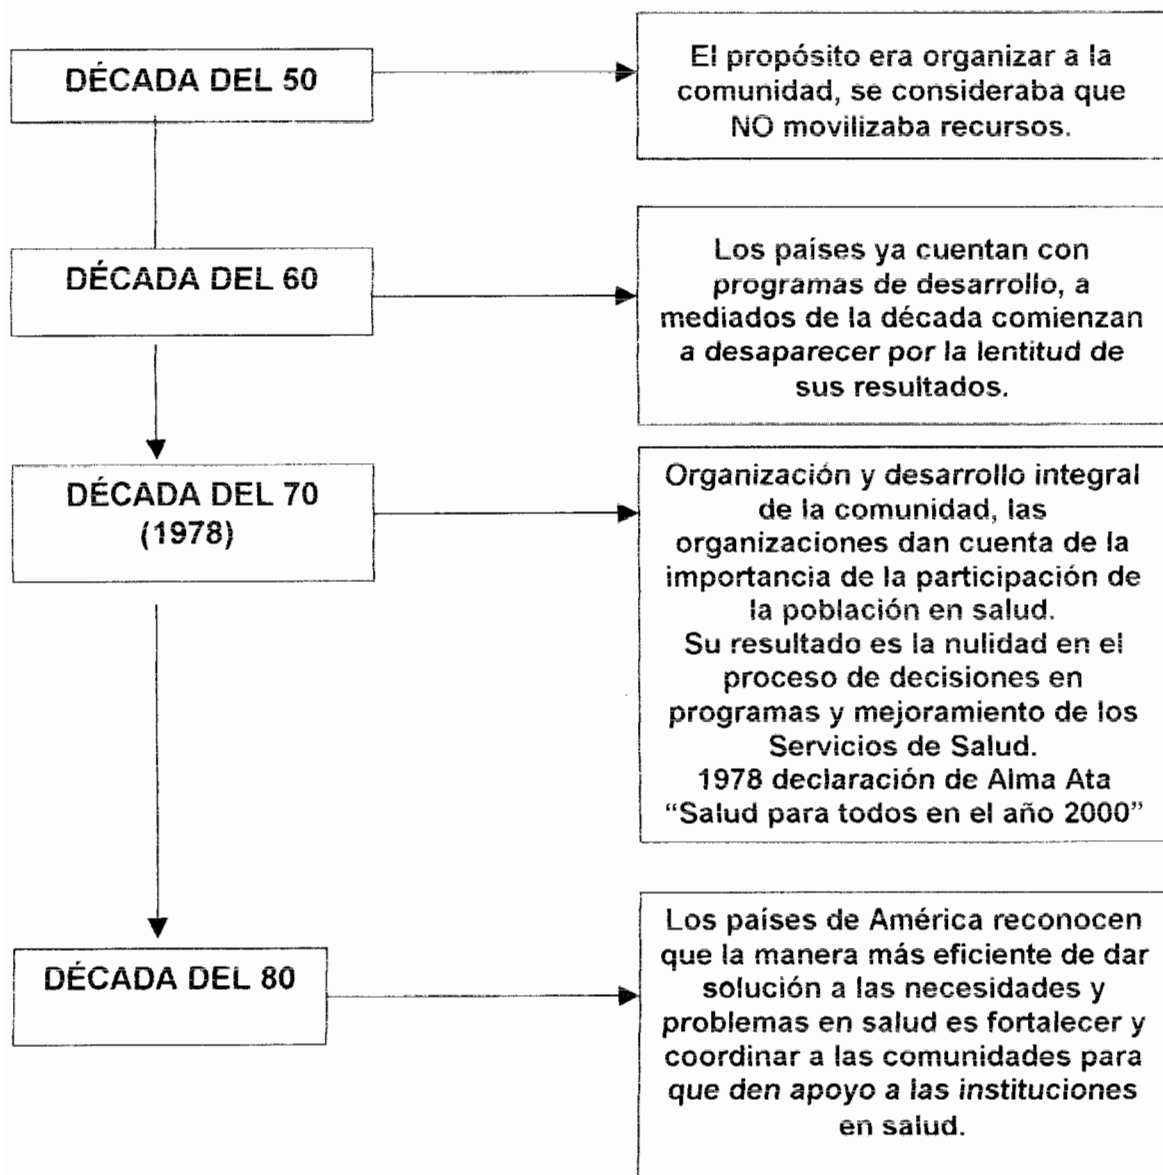 DÉCADA DEL 50
El propósito era organizar a la
comunidad, se consideraba que
NO movilizaba recursos.
DÉCADA DEL 60
Los países ya cuentan con
programas de desarrollo, a
mediados de la década comienzan
a desaparecer por la lentitud de
sus resultados.
DÉCADA DEL 70
(1978)
Organización y desarrollo integral
de la comunidad, las
organizaciones dan cuenta de la
importancia de la participación de
la población en salud.
Su resultado es la nulidad en el
proceso de decisiones en
programas y mejoramiento de los
Servicios de Salud.
1978 declaración de Alma Ata
“Salud para todos en el año 2000”
DÉCADA DEL 80
Los países de América reconocen
que la manera más eficiente de dar
solución a las necesidades y
problemas en salud es fortalecer y
coordinar a las comunidades para
que den apoyo a las instituciones
en salud.